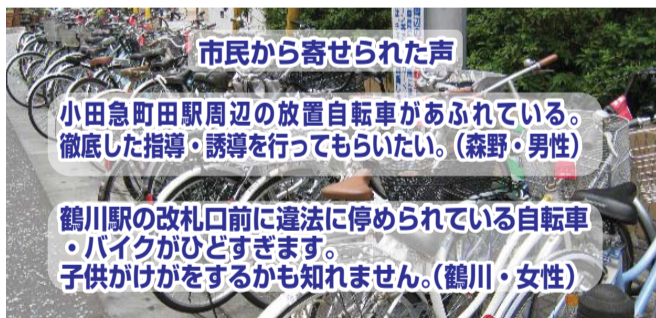 市民から寄せられた声
小田急町田駅周辺の放置自転車があふれている。
徹底した指導・誘導を行ってもらいたい。（森野・男性）
鶴川駅の改札口前に違法に停められている自転車
・バイクがひどすぎます。
子供がけがをするかも知れません。（鶴川・女性）